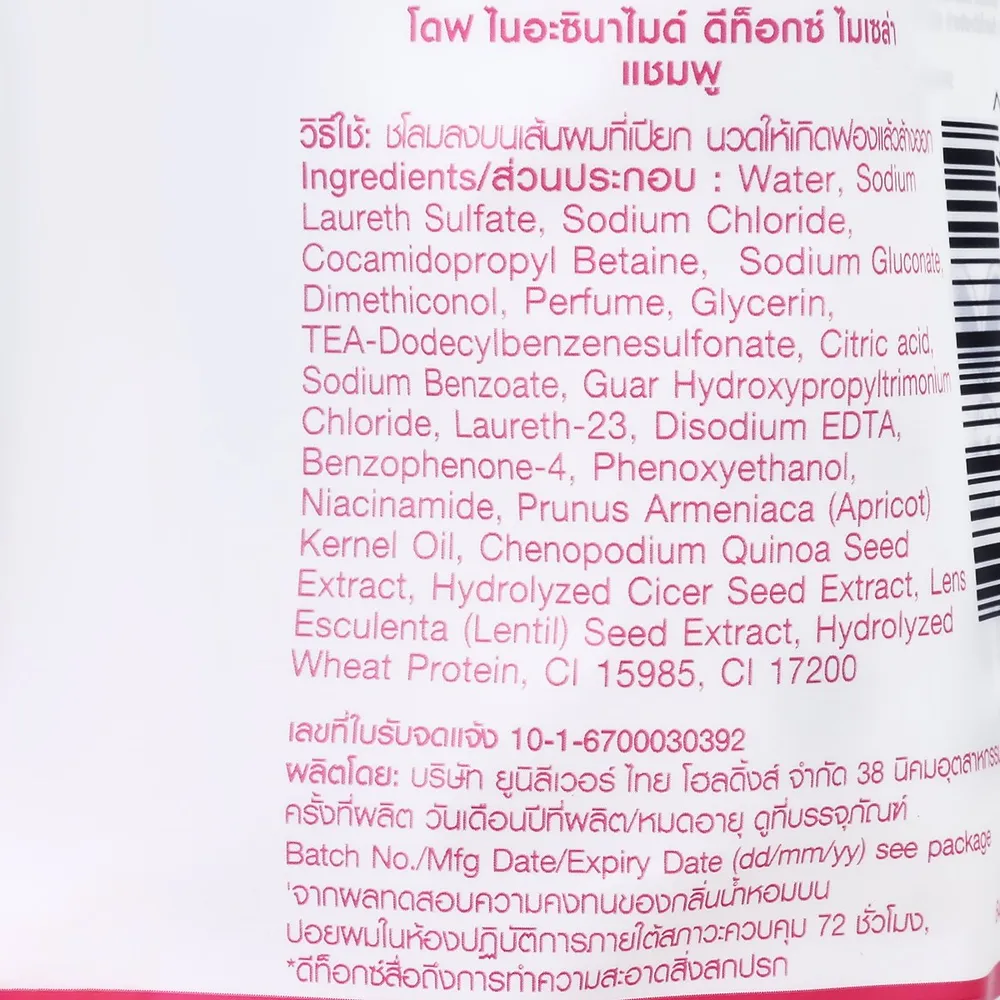 โดฟ ไนอะซินาไมด์ ดีท็อกซ์ ไมเซล่า
แชมพู
วิธีใช้: ชโลมลงบนเส้นผมที่เปียก นวดให้เกิดฟองแล้วล้างออก
Ingredients/ส่วนประกอบ : Water, Sodium
Laureth Sulfate, Sodium Chloride,
Cocamidopropyl Betaine, Sodium Gluconate,
Dimethiconol, Perfume, Glycerin,
TEA-Dodecylbenzenesulfonate, Citric acid,
Sodium Benzoate, Guar Hydroxypropyltrimonium
Chloride, Laureth-23, Disodium EDTA,
Benzophenone-4, Phenoxyethanol,
Niacinamide, Prunus Armeniaca (Apricot)
Kernel Oil, Chenopodium Quinoa Seed
Extract, Hydrolyzed Cicer Seed Extract, Lens
Esculenta (Lentil) Seed Extract, Hydrolyzed
Wheat Protein, CI 15985, CI 17200
เลขที่ใบรับจดแจ้ง 10-1-6700030392
ผลิตโดย: บริษัท ยูนิลีเวอร์ ไทย โฮลดิ้งส์ จำกัด 38 นิคมอุตสาหกรรม
ครั้งที่ผลิต วันเดือนปีที่ผลิต/หมดอายุ ดูที่บรรจุภัณฑ์
Batch No./Mfg Date/Expiry Date (dd/mm/yy) see package
'จากผลทดสอบความคงทนของกลิ่นน้ำหอมบน
ปอยผมในห้องปฏิบัติการภายใต้สภาวะควบคุม 72 ชั่วโมง,
*ดีท็อกซ์สื่อถึงการทำความสะอาดสิ่งสกปรก